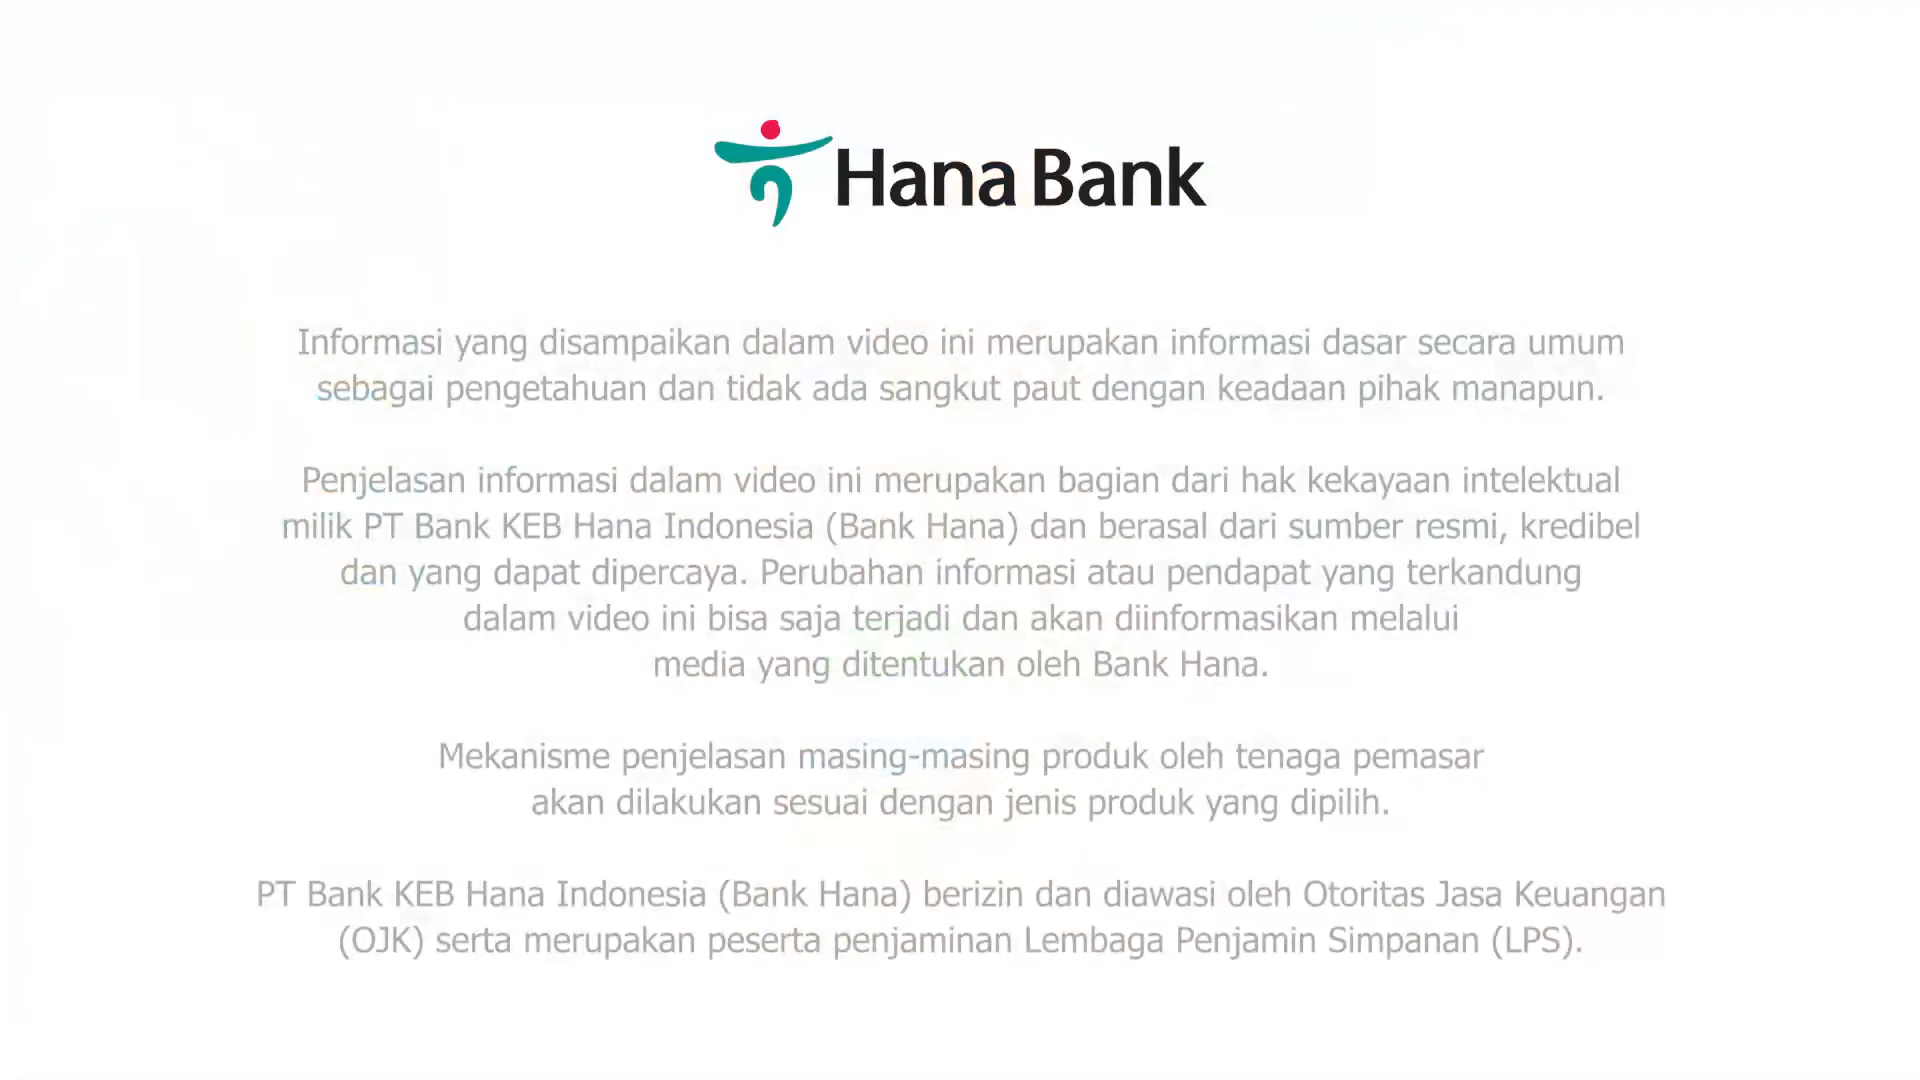 Hana Bank
Informasi yang disampaikan dalam video ini merupakan informasi dasar secara umum
sebagai pengetahuan dan tidak ada sangkut paut dengan keadaan pihak manapun.
Penjelasan informasi dalam video ini merupakan bagian dari hak kekayaan intelektual
milik PT Bank KEB Hana Indonesia (Bank Hana) dan berasal dari sumber resmi, kredibel
dan yang dapat dipercaya. Perubahan informasi atau pendapat yang terkandung
dalam video ini bisa saja terjadi dan akan diinformasikan melalui
media yang ditentukan oleh Bank Hana.
Mekanisme penjelasan masing-masing produk oleh tenaga pemasar
akan dilakukan sesuai dengan jenis produk yang dipilih.
PT Bank KEB Hana Indonesia (Bank Hana) berizin dan diawasi oleh Otoritas Jasa Keuangan
(OJK) serta merupakan peserta penjaminan Lembaga Penjamin Simpanan (LPS).